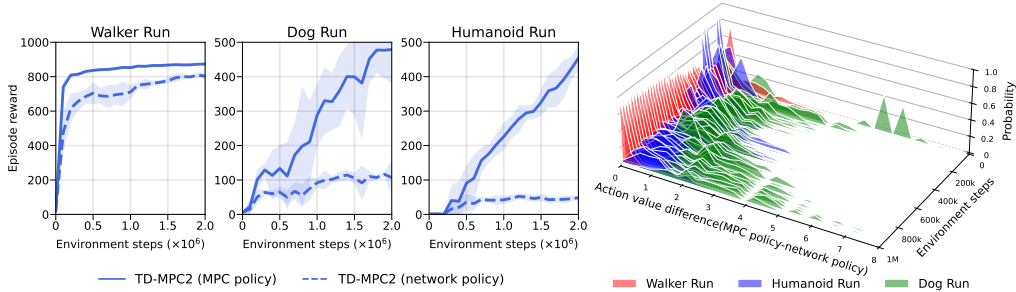 Walker Run
Dog Run
Humanoid Run
Episode reward
1000
800
600
400
200
0
0 0.5 1.0 1.5 2.0
Environment steps (×10⁶)
500
400
300
200
100
0
0 0.5 1.0 1.5 2.0
Environment steps (×10⁶)
500
400
300
200
100
0
0 0.5 1.0 1.5 2.0
Environment steps (×10⁶)
TD-MPC2 (MPC policy)
TD-MPC2 (network policy)
1.0
0.8
0.6
0.4
0.2
0
Probability
0
200k
400k
600k
800k
1M
Environment steps
0 1 2 3 4 5 6 7 8
Action value difference(MPC policy-network policy)
Walker Run
Humanoid Run
Dog Run